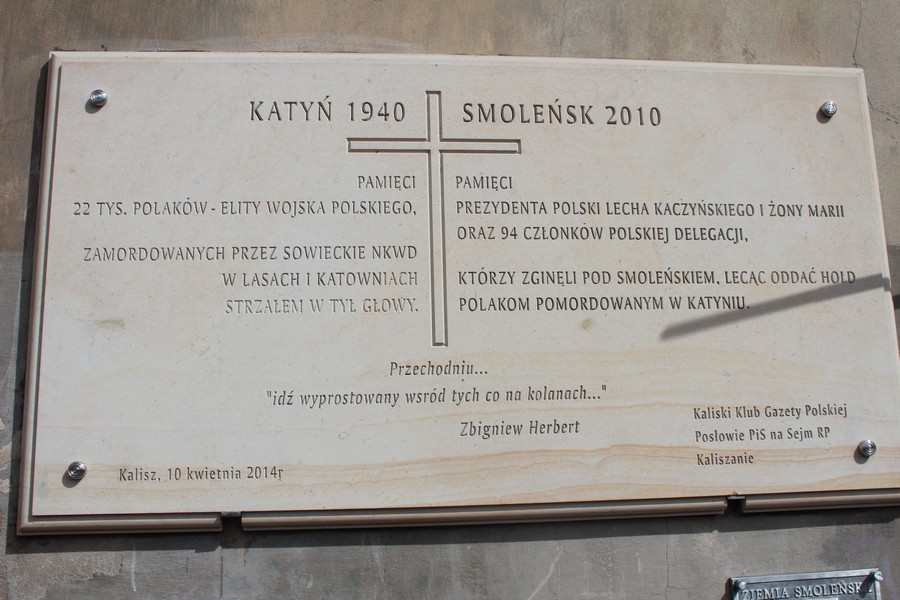 KATYŃ 1940
PAMIĘCI
22 TYS. POLAKÓW - ELITY WOJSKA POLSKIEGO,
ZAMORDOWANYCH PRZEZ SOWIECKIE NKWD
W LASACH I KATOWNIACH
STRZAŁEM W TYŁ GŁOWY.
SMOLEŃSK 2010
PAMIĘCI
PREZYDENTA POLSKI LECHA KACZYŃSKIEGO I ŻONY MARII
ORAZ 94 CZŁONKÓW POLSKIEJ DELEGACJI,
KTÓRZY ZGINĘLI POD SMOLEŃSKIEM, LECĄC ODDAĆ HOŁD
POLAKOM POMORDOWANYM W KATYNIU.
Przechodniu...
"idź wyprostowany wsród tych co na kolanach..."
Zbigniew Herbert
Kaliski Klub Gazety Polskiej
Posłowie PiS na Sejm RP
Kaliszanie
Kalisz, 10 kwietnia 2014r
ZIEMIA SMOLEŃSK